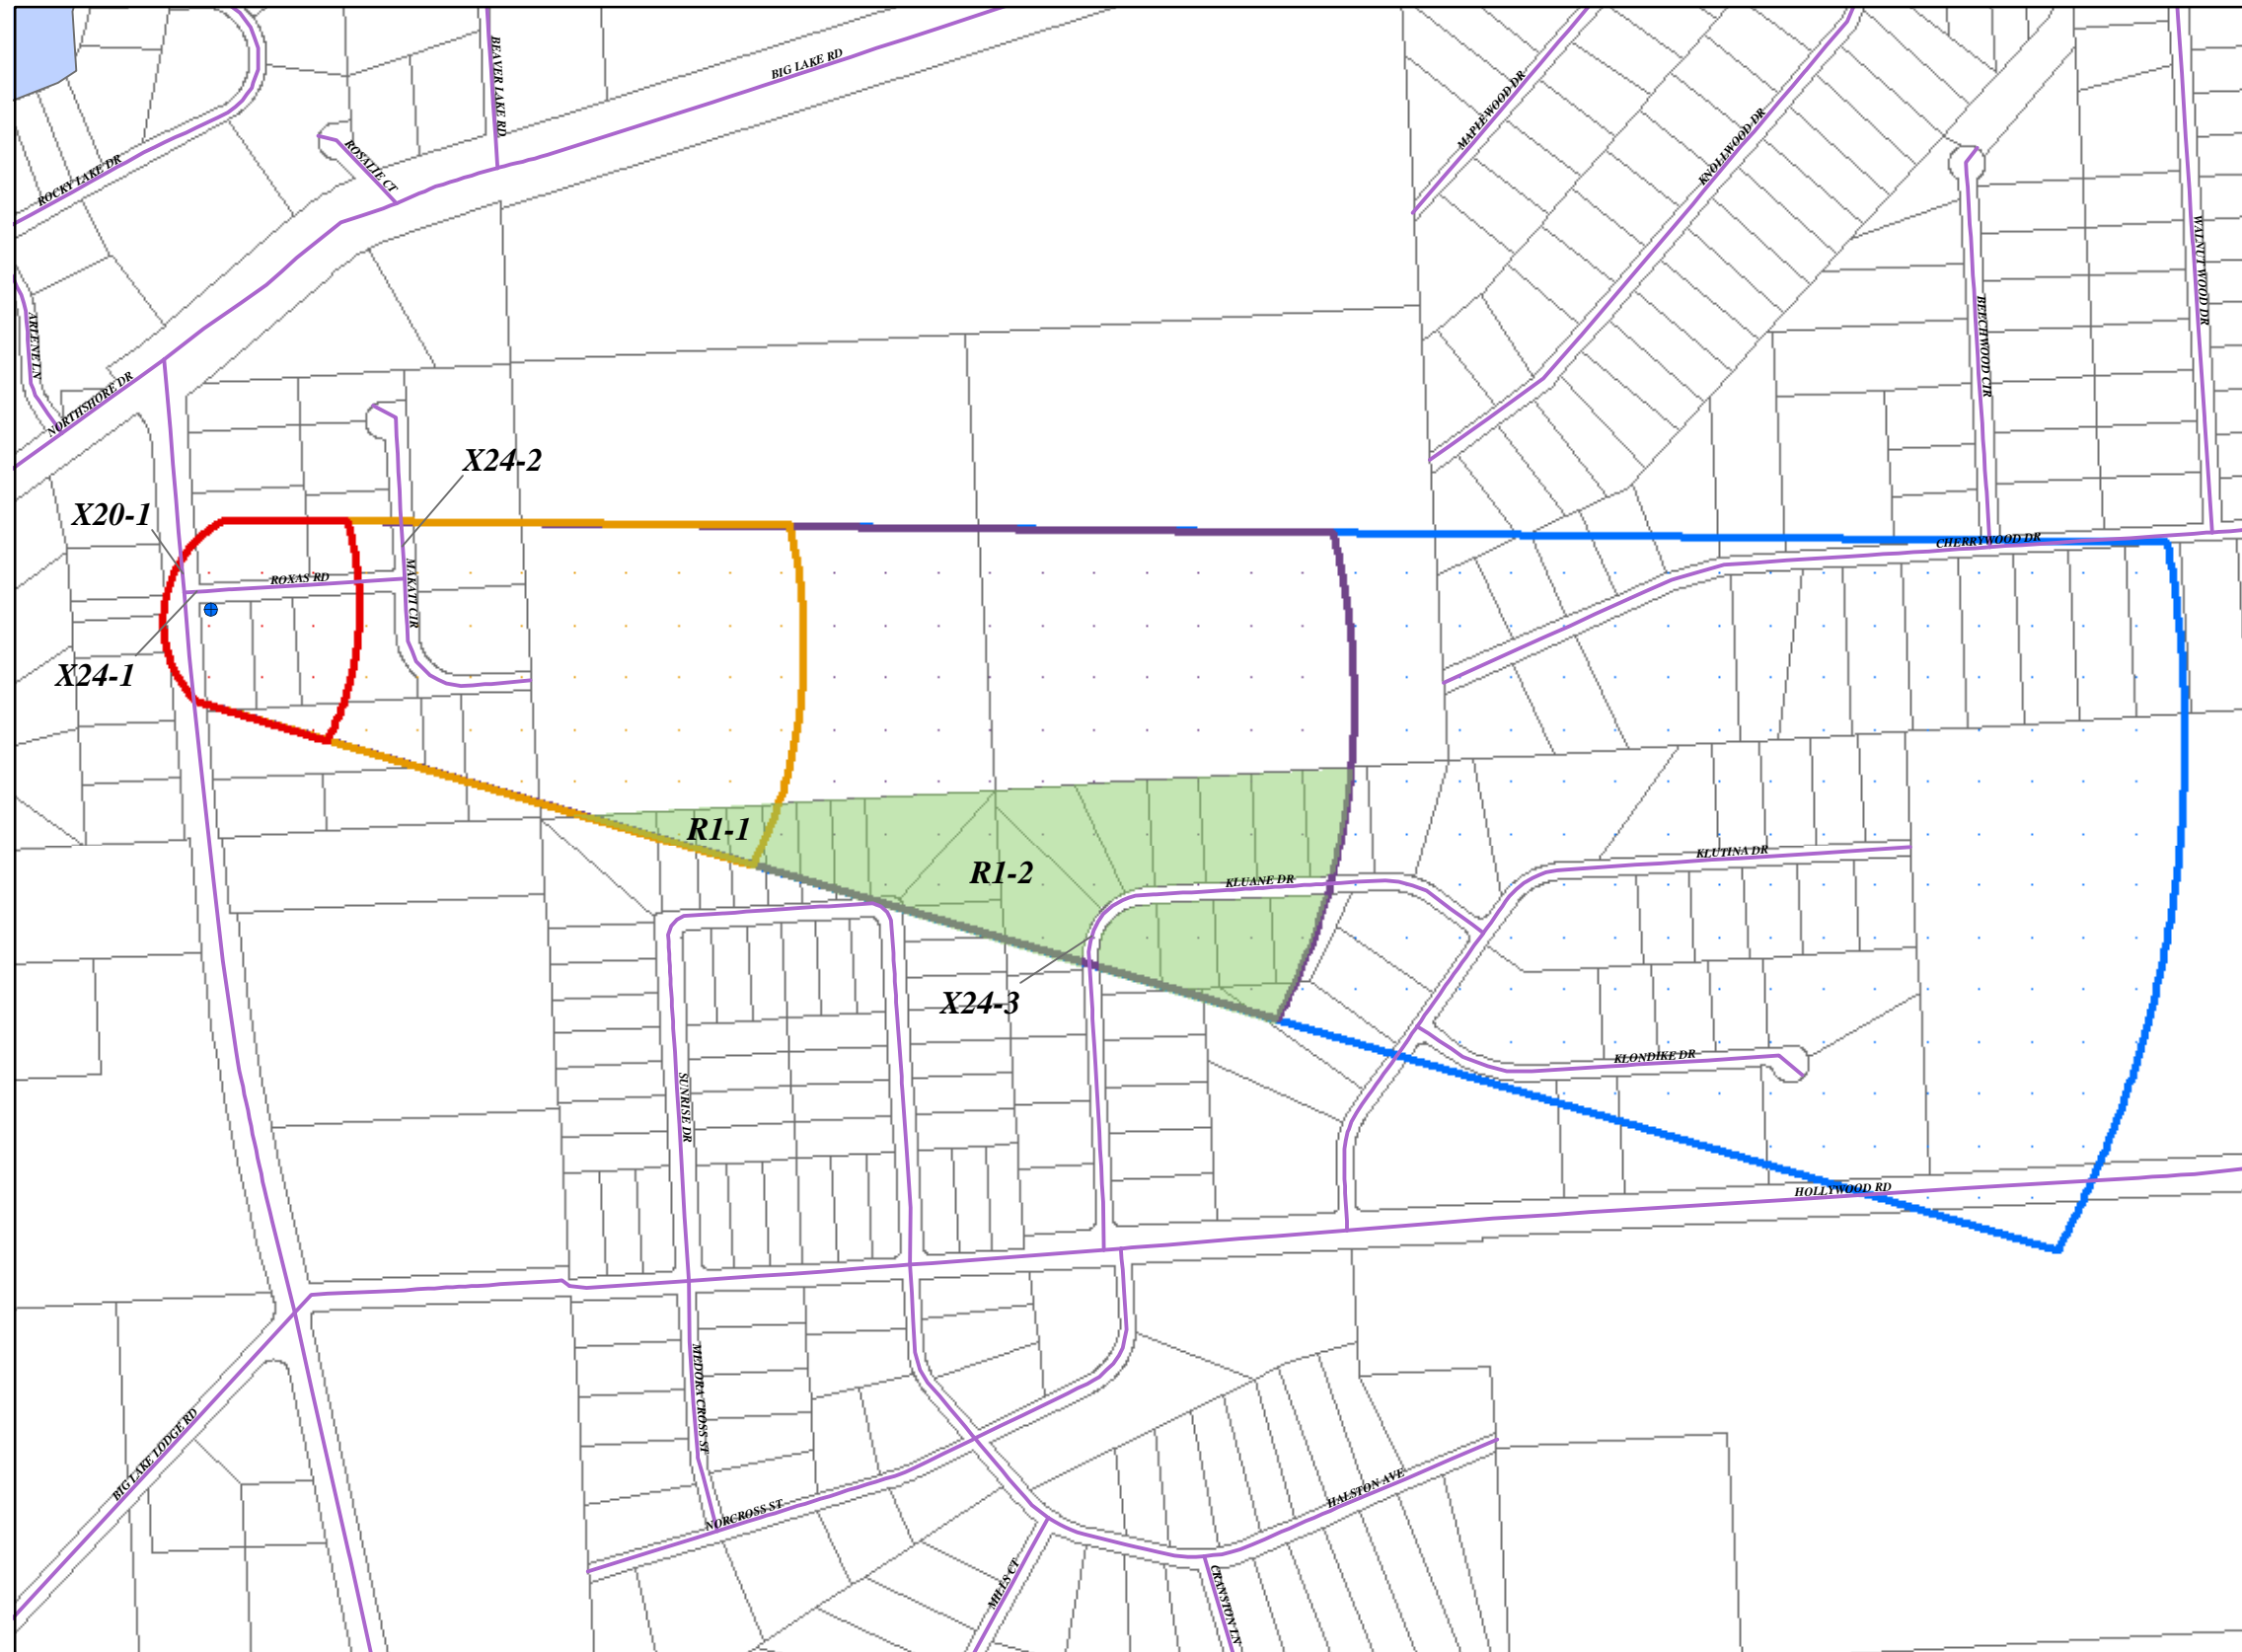 BEAVER LAKE RD
BIG LAKE RD
MAPLEWOOD DR
KNOLLWOOD DR
ROSALIE CT
ROCKY LAKE DR
WALNUT WOOD DR
ARLENE LN
BEECHWOOD CIR
NORTHSHORE DR
X24-2
X20-1
CHERRYWOOD DR
ROXAS RD
MAKATI CIR
X24-1
R1-1
R1-2
KLUTINA DR
KLUANE DR
X24-3
KLONDIKE DR
SUNRISE DR
HOLLYWOOD RD
MEDORA CROSS ST
BIG LAKE LODGE RD
HALSTON AVE
NORCROSS ST
MILLS CT
CRANSTON LN